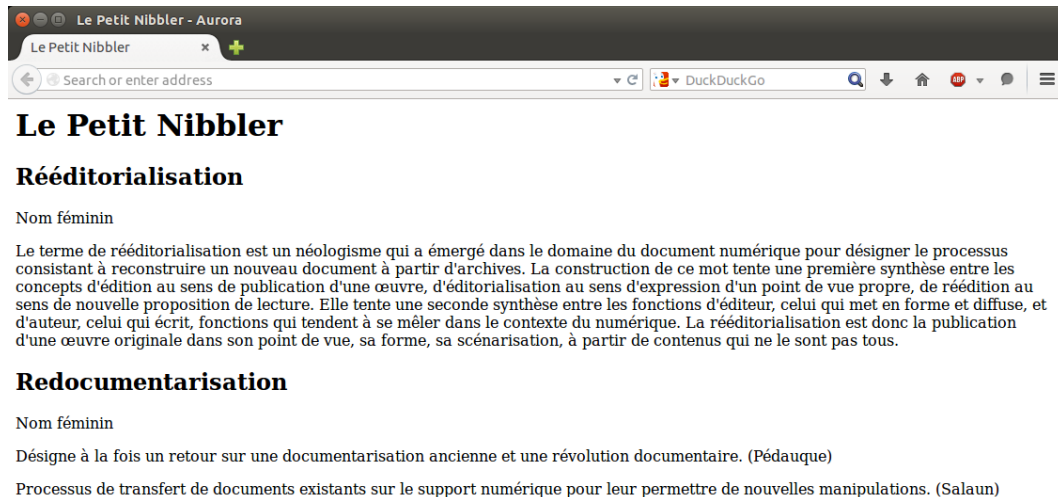 Le Petit Nibbler - Aurora
Le Petit Nibbler
Search or enter address
DuckDuckGo
ABP
Le Petit Nibbler
Rééditorialisation
Nom féminin
Le terme de rééditorialisation est un néologisme qui a émergé dans le domaine du document numérique pour désigner le processus
consistant à reconstruire un nouveau document à partir d'archives. La construction de ce mot tente une première synthèse entre les
concepts d'édition au sens de publication d'une œuvre, d'éditorialisation au sens d'expression d'un point de vue propre, de réédition au
sens de nouvelle proposition de lecture. Elle tente une seconde synthèse entre les fonctions d'éditeur, celui qui met en forme et diffuse, et
d'auteur, celui qui écrit, fonctions qui tendent à se mêler dans le contexte du numérique. La rééditorialisation est donc la publication
d'une œuvre originale dans son point de vue, sa forme, sa scénarisation, à partir de contenus qui ne le sont pas tous.
Redocumentarisation
Nom féminin
Désigne à la fois un retour sur une documentarisation ancienne et une révolution documentaire. (Pédauque)
Processus de transfert de documents existants sur le support numérique pour leur permettre de nouvelles manipulations. (Salaun)